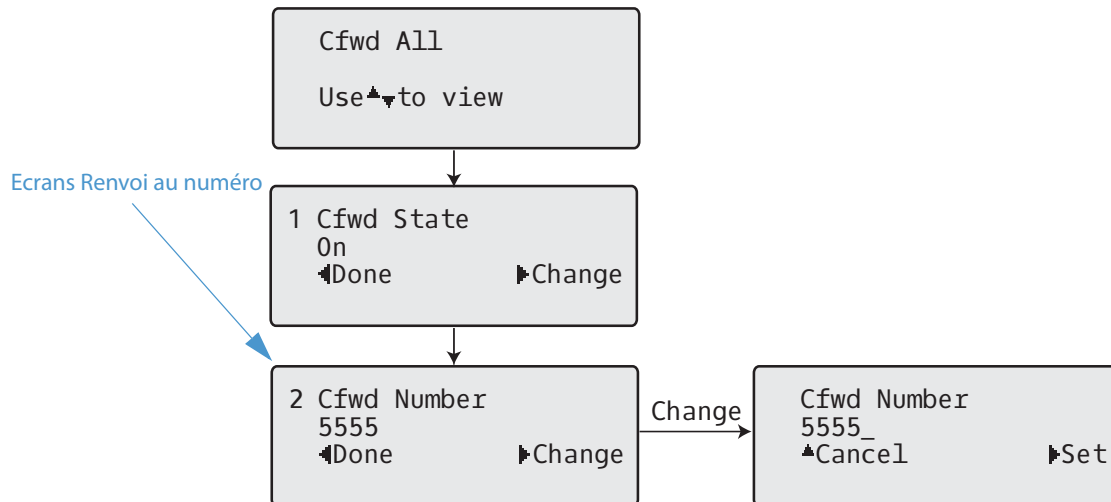 Cfwd All
Use▲▼to view
Ecrans Renvoi au numéro
1 Cfwd State
On
◀Done ▶Change
2 Cfwd Number
5555
◀Done ▶Change
Change
Cfwd Number
5555_
▲Cancel ▶Set